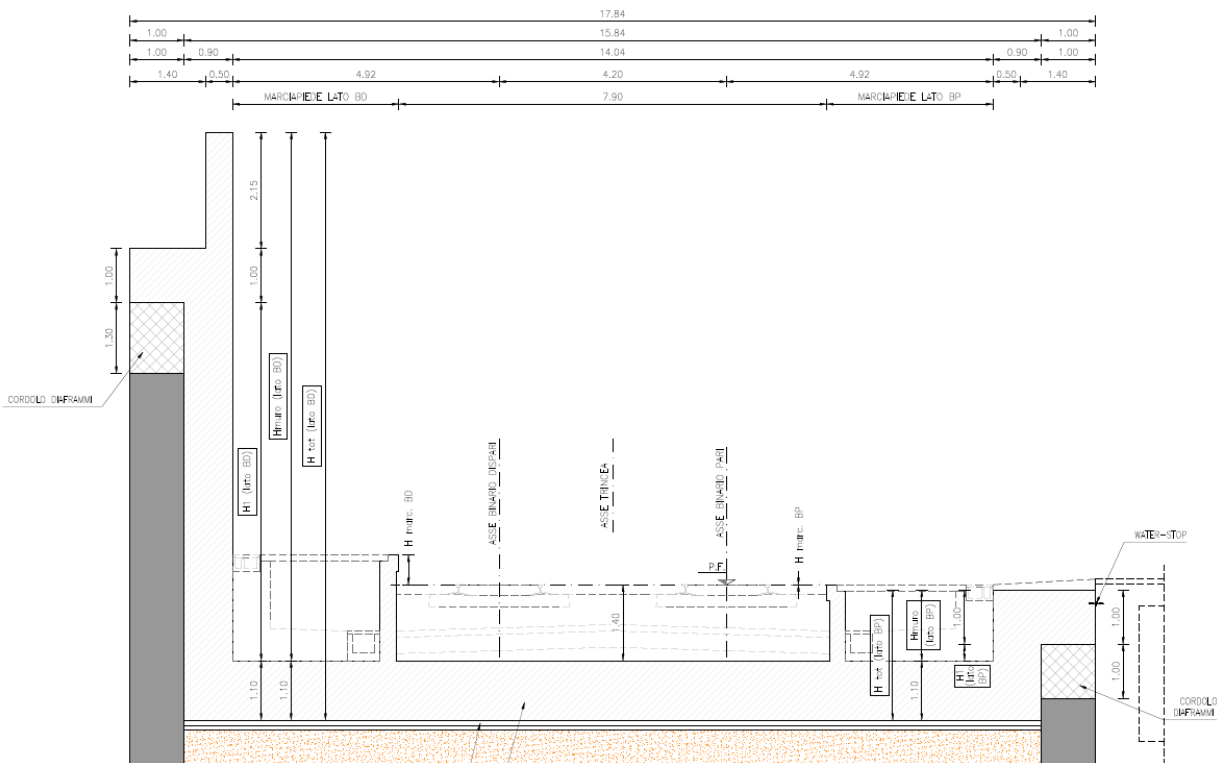 17.84
1.00 15.84 1.00
1.00 0.90 14.04 0.90 1.00
1.40 0.50 4.92 4.20 4.92 0.50 1.40
MARCIAPIEDE LATO BD 7.90 MARCIAPIEDE LATO BP
2.15
1.00
1.00
1.30
CORDOLO DIAFRAMMI
H1 (lato BD)
Hmuro (lato BD)
H tot (lato BD)
H marc. BD
ASSE BINARIO DISPARI
ASSE TRINCEA
ASSE BINARIO PARI
H marc. BP
P.F.
WATER-STOP
1.40
H tot (lato BP)
Hmuro
(lato BP)
1.00
H1
(lato
BP)
1.00
1.00
1.10
1.10
1.10
CORDOLO
DIAFRAMMI